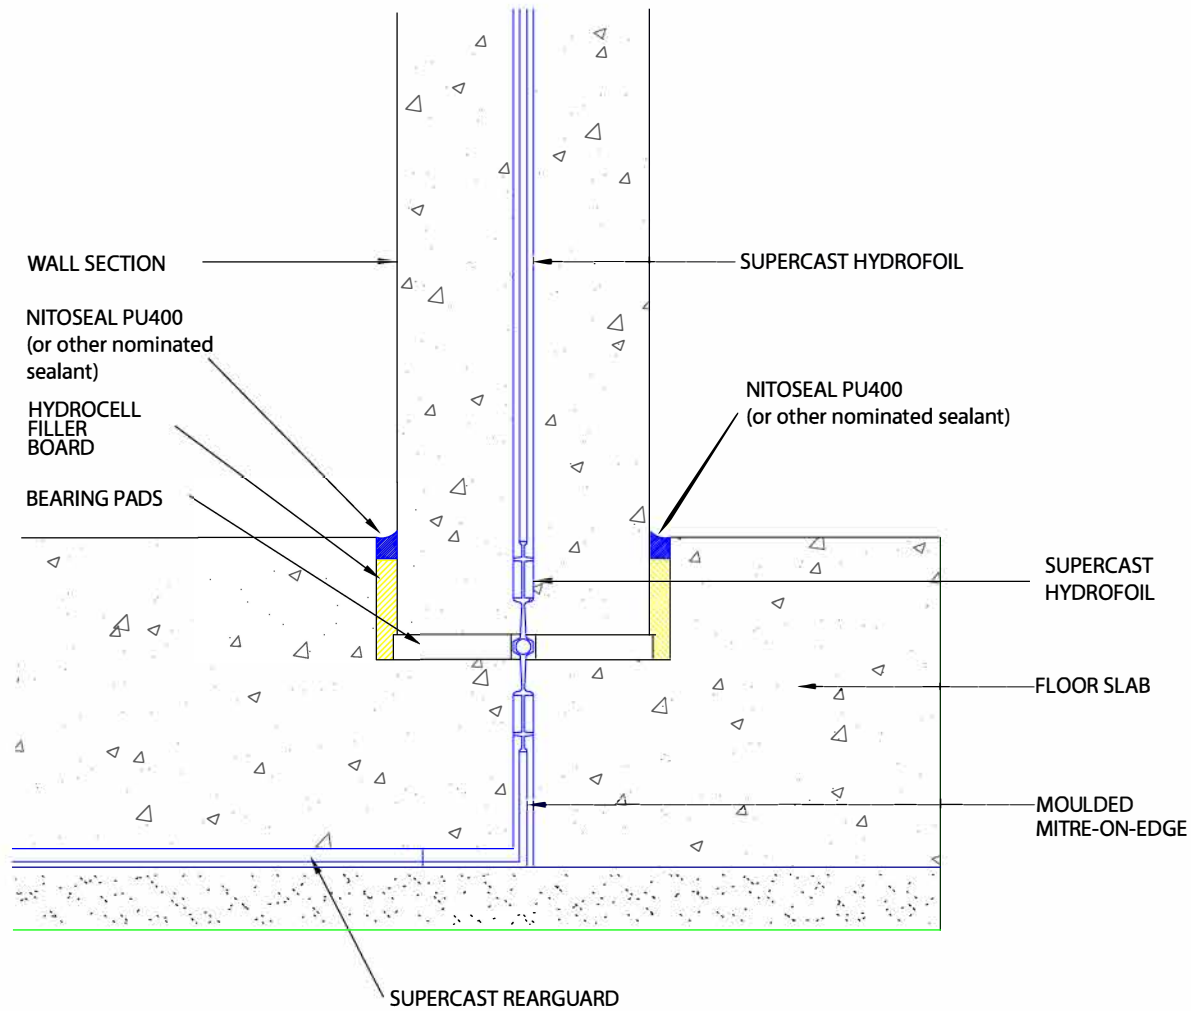 WALL SECTION
SUPERCAST HYDROFOIL
NITOSEAL PU400
(or other nominated
sealant)
NITOSEAL PU400
(or other nominated sealant)
HYDROCELL
FILLER
BOARD
BEARING PADS
SUPERCAST
HYDROFOIL
FLOOR SLAB
MOULDED
MITRE-ON-EDGE
SUPERCAST REARGUARD